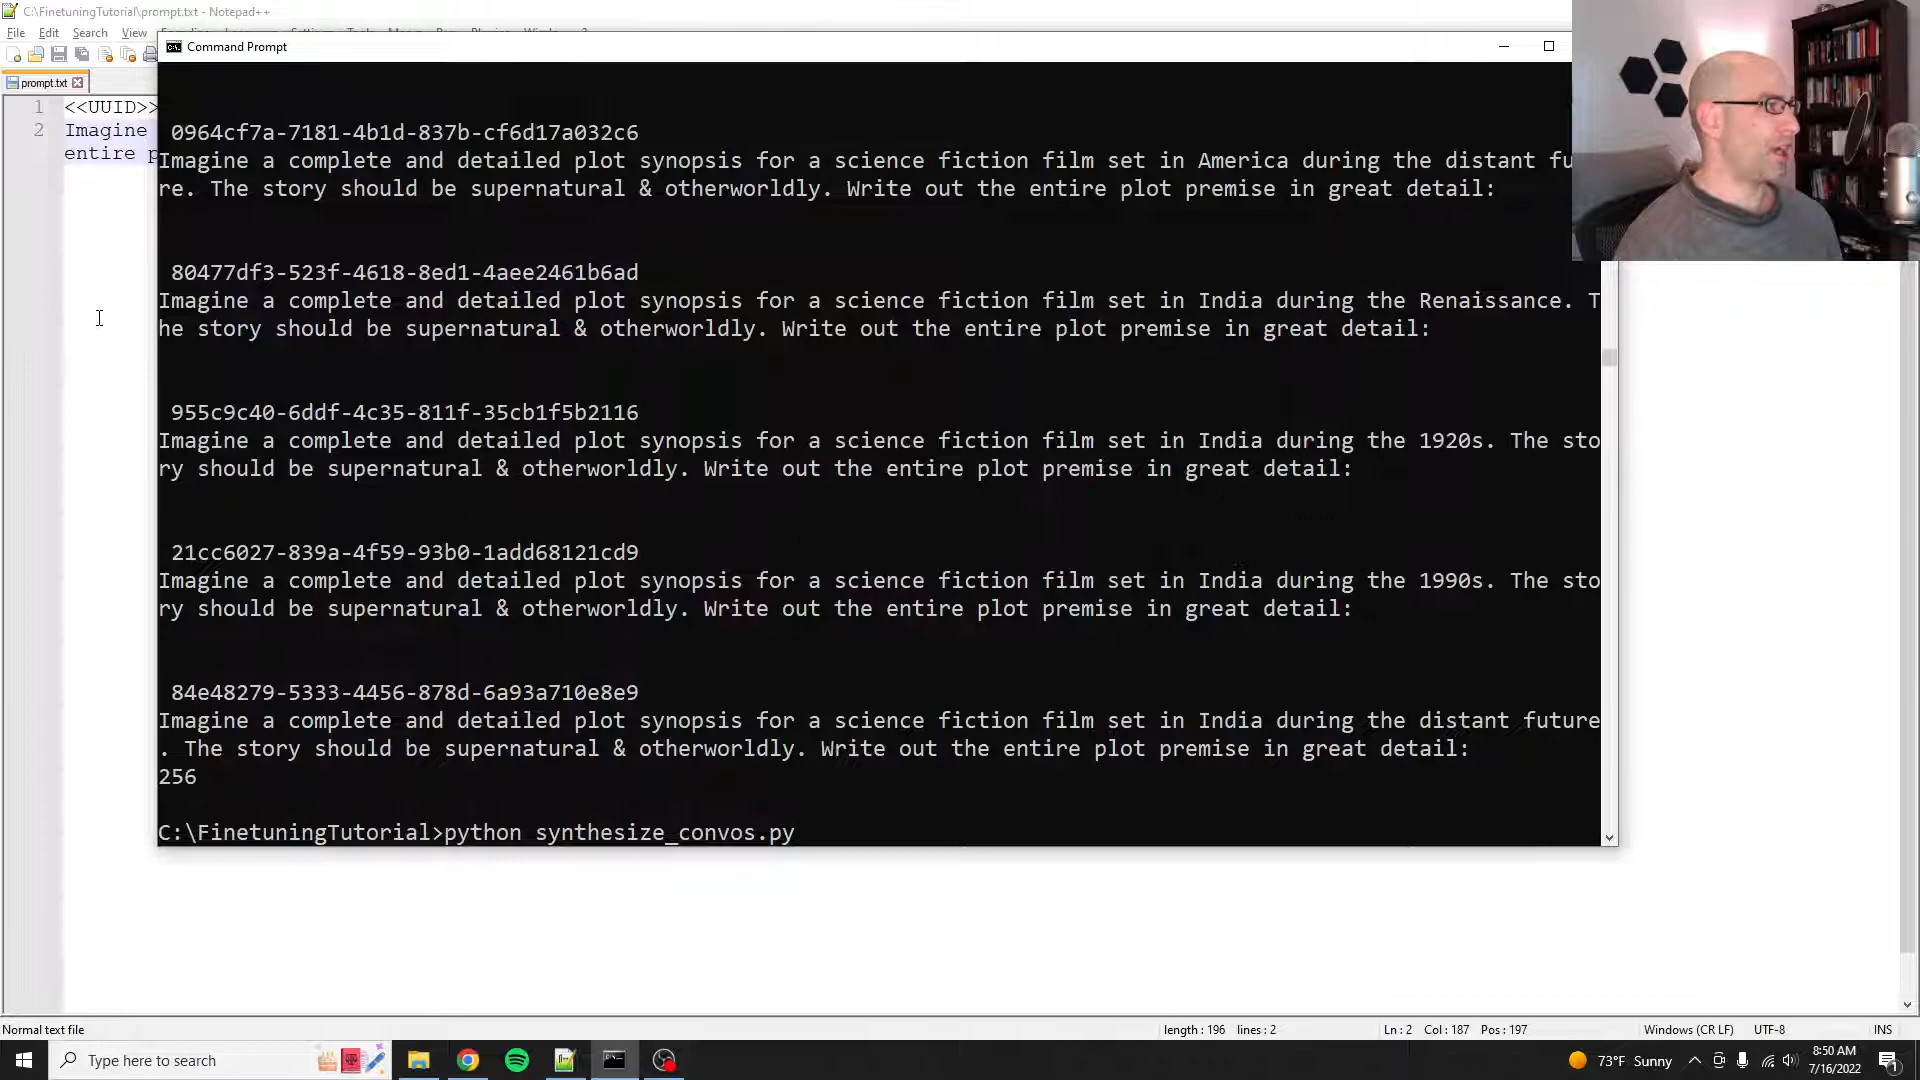 C:\FinetuningTutorial\prompt.txt - Notepad++
File Edit Search View
Command Prompt
prompt.txt
1 <<UUID>>
2 Imagine
entire p
0964cf7a-7181-4b1d-837b-cf6d17a032c6
Imagine a complete and detailed plot synopsis for a science fiction film set in America during the distant fu
re. The story should be supernatural & otherworldly. Write out the entire plot premise in great detail:
80477df3-523f-4618-8ed1-4aee2461b6ad
Imagine a complete and detailed plot synopsis for a science fiction film set in India during the Renaissance. T
he story should be supernatural & otherworldly. Write out the entire plot premise in great detail:
955c9c40-6ddf-4c35-811f-35cb1f5b2116
Imagine a complete and detailed plot synopsis for a science fiction film set in India during the 1920s. The sto
ry should be supernatural & otherworldly. Write out the entire plot premise in great detail:
21cc6027-839a-4f59-93b0-1add68121cd9
Imagine a complete and detailed plot synopsis for a science fiction film set in India during the 1990s. The sto
ry should be supernatural & otherworldly. Write out the entire plot premise in great detail:
84e48279-5333-4456-878d-6a93a710e8e9
Imagine a complete and detailed plot synopsis for a science fiction film set in India during the distant future
. The story should be supernatural & otherworldly. Write out the entire plot premise in great detail:
256
C:\FinetuningTutorial>python synthesize_convos.py
Normal text file length : 196 lines : 2 Ln : 2 Col : 187 Pos : 197 Windows (CR LF) UTF-8 INS
Type here to search 73°F Sunny 8:50 AM
7/16/2022 1